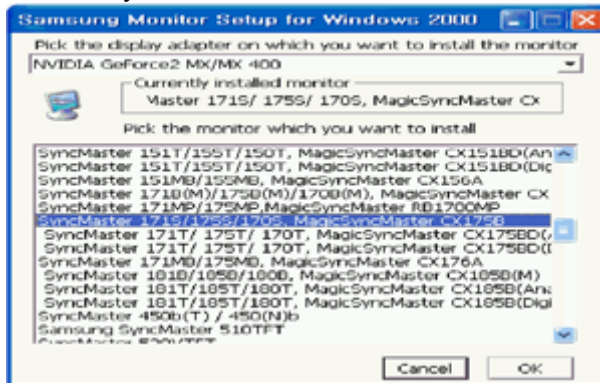 Samsung Monitor Setup for Windows 2000
Pick the display adapter on which you want to install the monitor
NVIDIA GeForce2 MX/MX 400
Currently installed monitor
Master 171S/ 175S/ 170S, MagicSyncMaster CX
Pick the monitor which you want to install
SyncMaster 151T/155T/150T, MagicSyncMaster CX151BD(An
SyncMaster 151T/155T/150T, MagicSyncMaster CX151BD(Dig
SyncMaster 151MB/155MB, MagicSyncMaster CX156A
SyncMaster 171B(M)/175B(M)/170B(M), MagicSyncMaster CX
SyncMaster 171MP/175MP,MagicSyncMaster RB1700MP
SyncMaster 171S/175S/170S, MagicSyncMaster CX175B
SyncMaster 171T/ 175T/ 170T, MagicSyncMaster CX175BD(
SyncMaster 171T/ 175T/ 170T, MagicSyncMaster CX175BD(
SyncMaster 171MB/175MB, MagicSyncMaster CX176A
SyncMaster 181B/185B/180B, MagicSyncMaster CX185B(M)
SyncMaster 181T/185T/180T, MagicSyncMaster CX185B(Ana
SyncMaster 181T/185T/180T, MagicSyncMaster CX185B(Digi
SyncMaster 450b(T) / 450(N)b
Samsung SyncMaster 510TFT
Cancel
OK